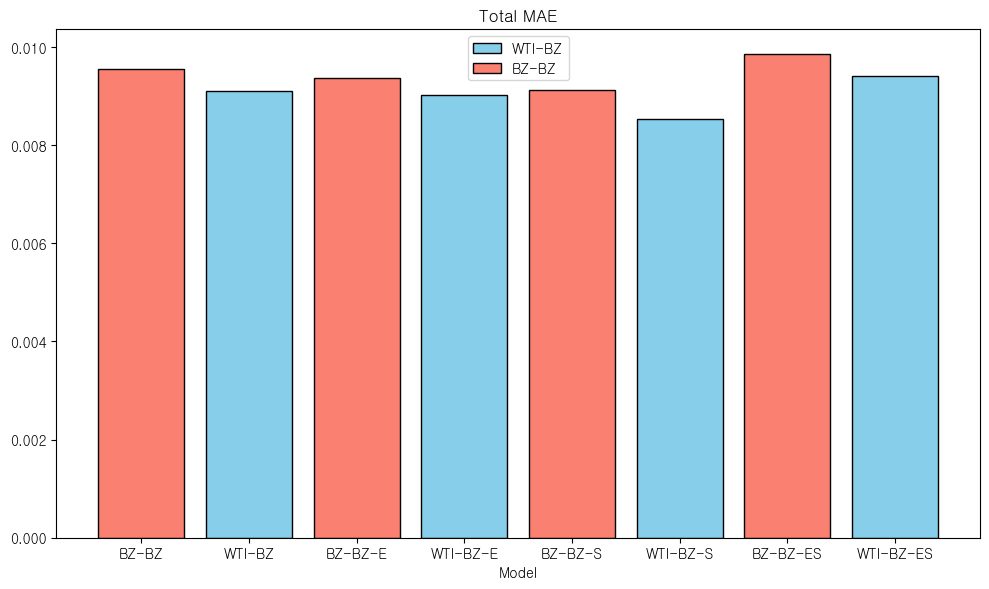 Total MAE
WTI-BZ
BZ-BZ
0.010
0.008
0.006
0.004
0.002
0.000
BZ-BZ
WTI-BZ
BZ-BZ-E
WTI-BZ-E
BZ-BZ-S
WTI-BZ-S
BZ-BZ-ES
WTI-BZ-ES
Model